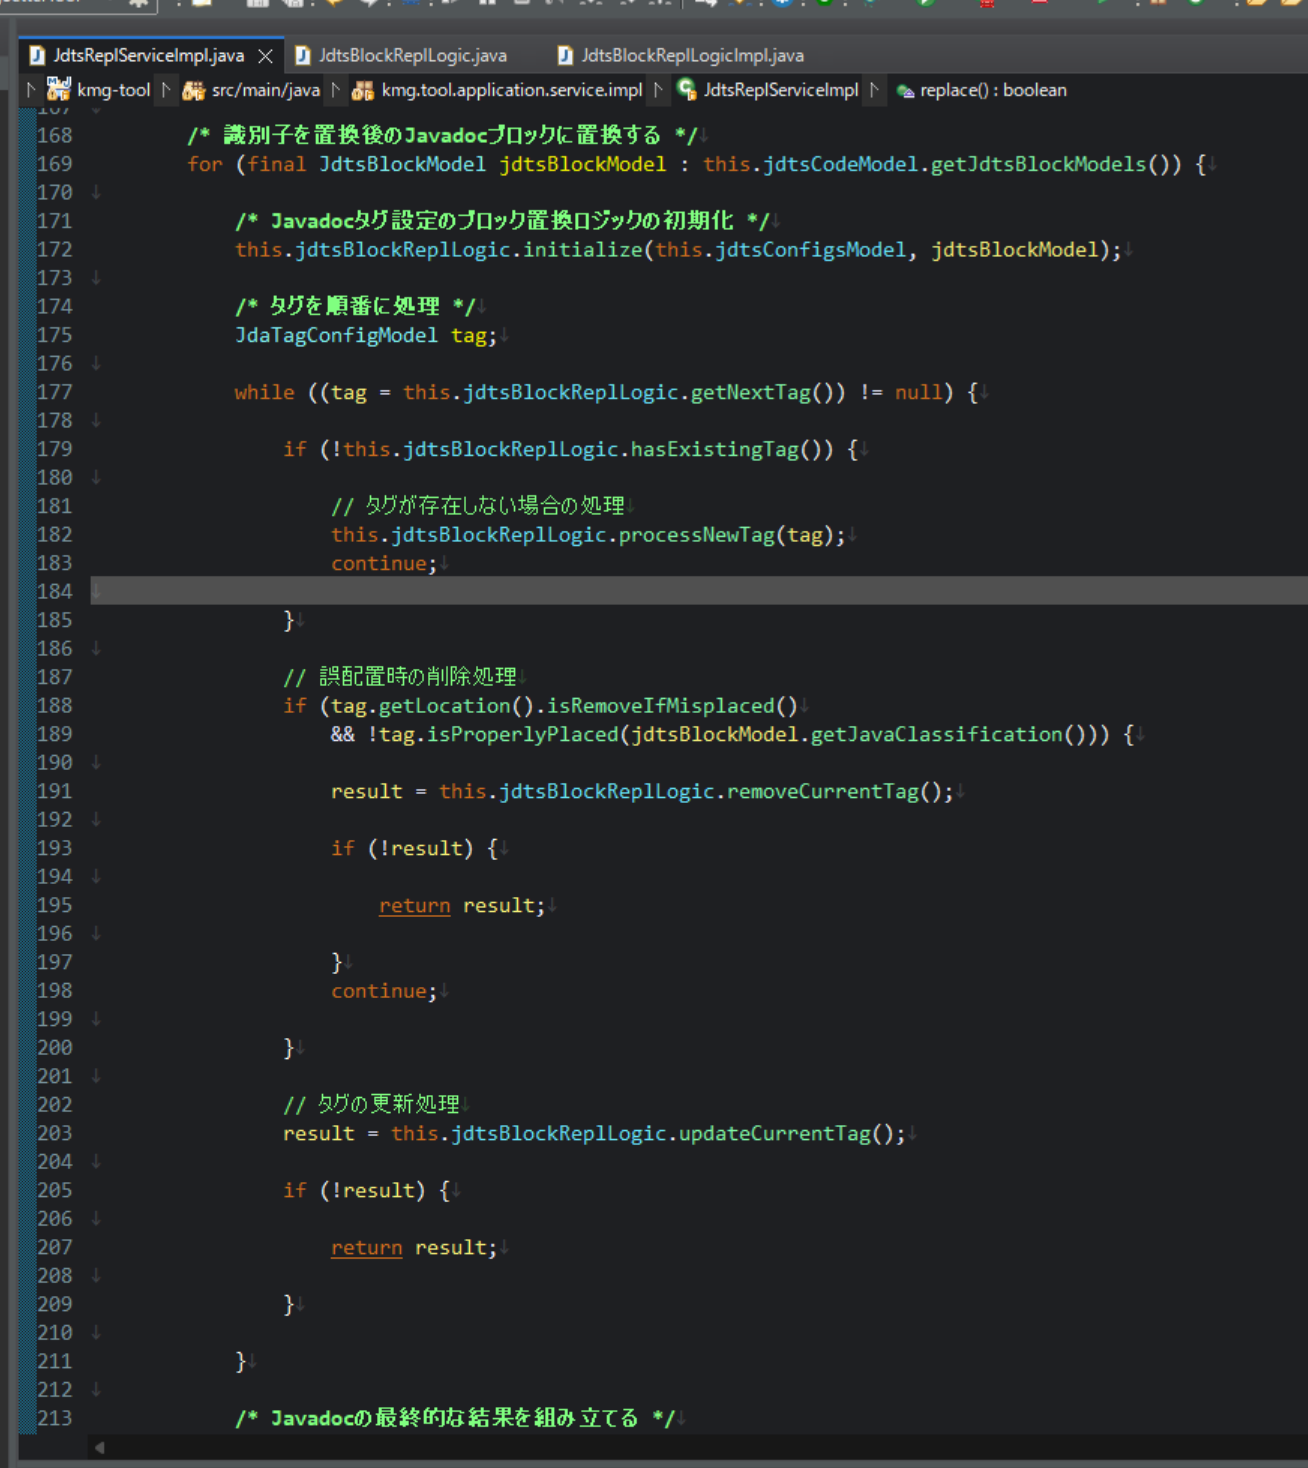 JdtsReplServiceImpl.java
JdtsBlockReplLogic.java
JdtsBlockReplLogicImpl.java
kmg-tool
src/main/java
kmg.tool.application.service.impl
JdtsReplServiceImpl
replace() : boolean
168 /* 識別子を置換後のJavadocブロックに置換する */↓
169 for (final JdtsBlockModel jdtsBlockModel : this.jdtsCodeModel.getJdtsBlockModels()) {↓
170 ↓
171 /* Javadocタグ設定のブロック置換ロジックの初期化 */↓
172 this.jdtsBlockReplLogic.initialize(this.jdtsConfigsModel, jdtsBlockModel);↓
173 ↓
174 /* タグを順番に処理 */↓
175 JdaTagConfigModel tag;↓
176 ↓
177 while ((tag = this.jdtsBlockReplLogic.getNextTag()) != null) {↓
178 ↓
179 if (!this.jdtsBlockReplLogic.hasExistingTag()) {↓
180 ↓
181 // タグが存在しない場合の処理↓
182 this.jdtsBlockReplLogic.processNewTag(tag);↓
183 continue;↓
184 ↓
185 }↓
186 ↓
187 // 誤配置時の削除処理↓
188 if (tag.getLocation().isRemoveIfMisplaced()↓
189 && !tag.isProperlyPlaced(jdtsBlockModel.getJavaClassification())) {↓
190 ↓
191 result = this.jdtsBlockReplLogic.removeCurrentTag();↓
192 ↓
193 if (!result) {↓
194 ↓
195 return result;↓
196 ↓
197 }↓
198 continue;↓
199 ↓
200 }↓
201 ↓
202 // タグの更新処理↓
203 result = this.jdtsBlockReplLogic.updateCurrentTag();↓
204 ↓
205 if (!result) {↓
206 ↓
207 return result;↓
208 ↓
209 }↓
210 ↓
211 }↓
212 ↓
213 /* Javadocの最終的な結果を組み立てる */↓